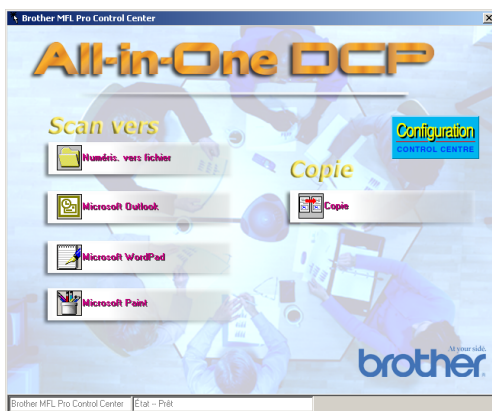 Brother MFL Pro Control Center
All-in-One DCP
Scan vers
Numéris. vers fichier
Microsoft Outlook
Microsoft WordPad
Microsoft Paint
Configuration
CONTROL CENTRE
Copie
Copie
At your side.
brother
Brother MFL Pro Control Center
État – Prêt